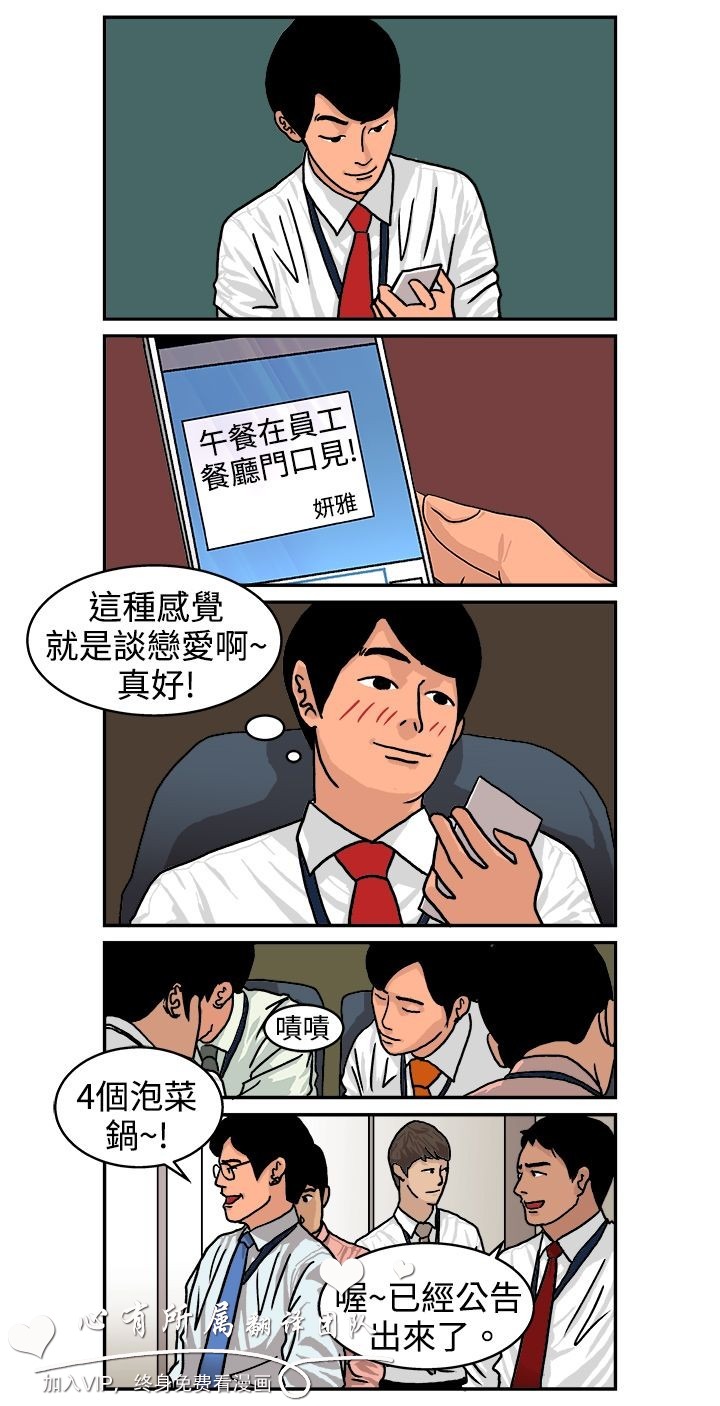 午餐在員工
餐廳門口見!
妍雅
這種感覺
就是談戀愛啊~
真好!
嘖嘖
4個泡菜
鍋~!
喔~已經公告
出來了。
心有所属翻译团队
加入VIP，终身免费看漫画